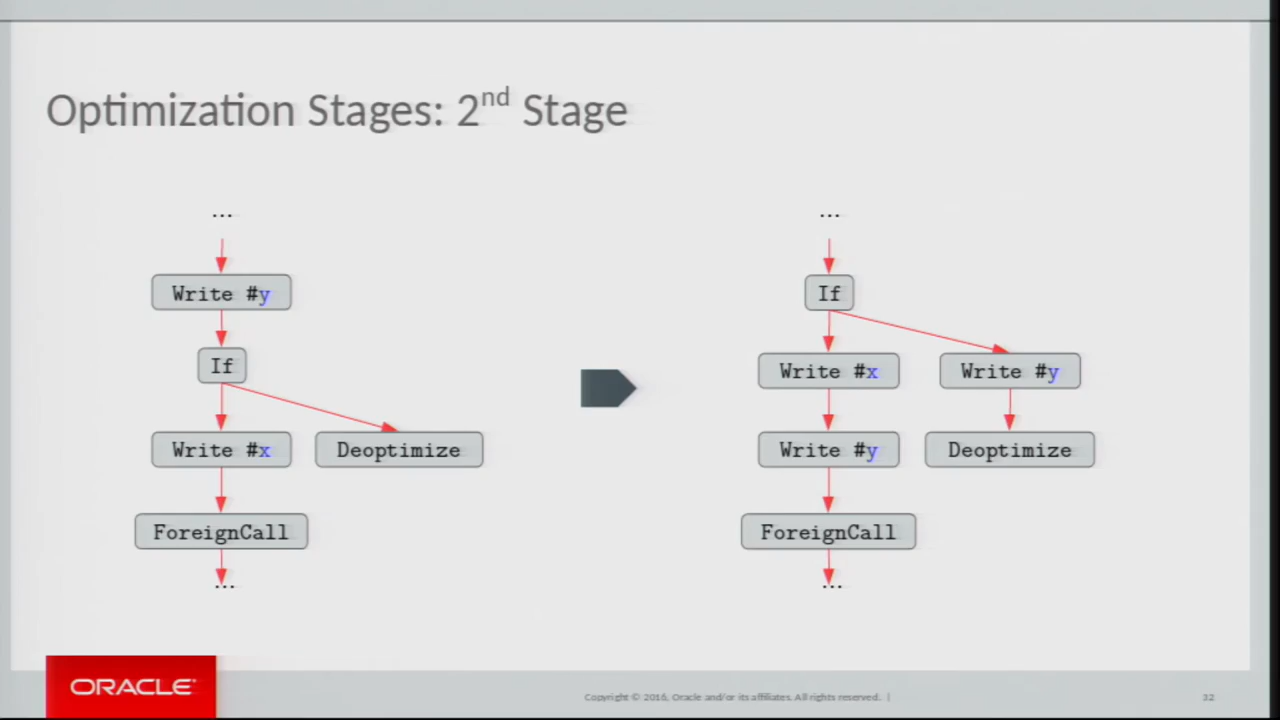 Optimization Stages: 2nd Stage
...
Write #y
If
Write #x
Deoptimize
ForeignCall
...
...
If
Write #x
Write #y
Write #y
Deoptimize
ForeignCall
...
ORACLE
Copyright © 2016, Oracle and/or its affiliates. All rights reserved. |
32